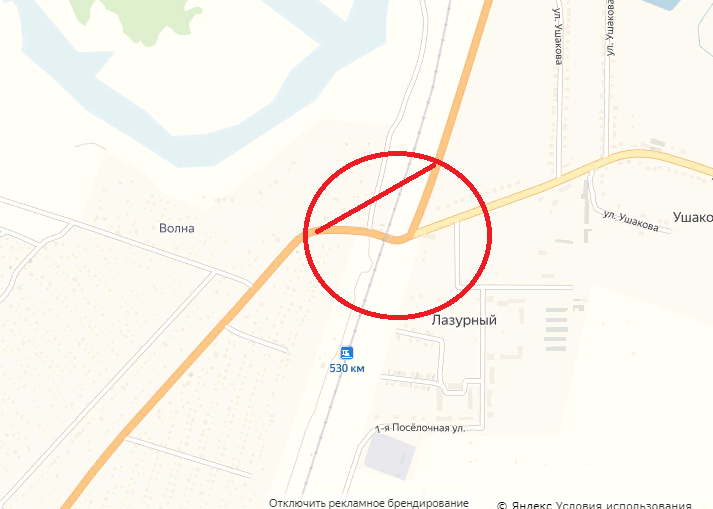 ул. Ушакова
ул. Ушакова
Волна
ул. Ушакова
Ушако
Лазурный
530 км
1-я Посёлочная ул.
Отключить рекламное брендирование
© Яндекс Условия использования